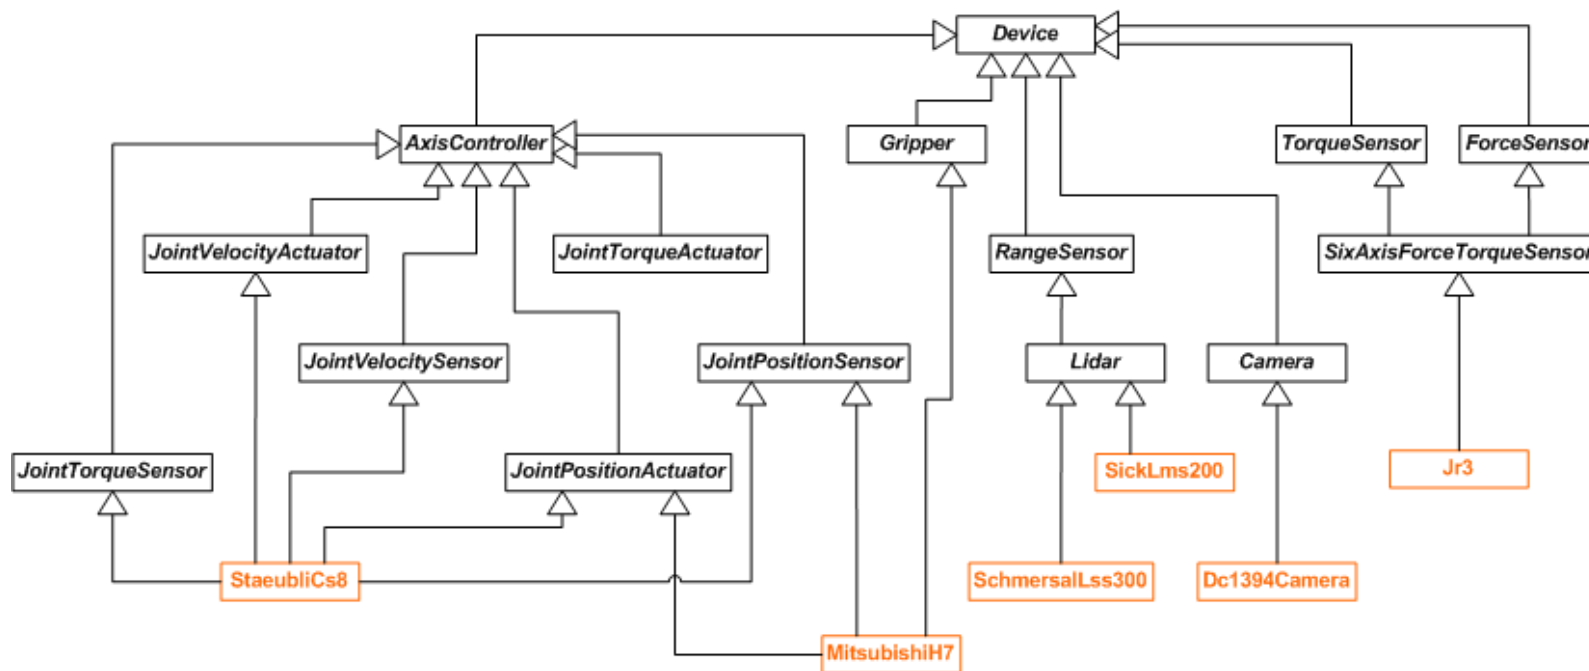 Device
AxisController
Gripper
TorqueSensor
ForceSensor
JointVelocityActuator
JointTorqueActuator
RangeSensor
SixAxisForceTorqueSensor
JointVelocitySensor
JointPositionSensor
Lidar
Camera
JointTorqueSensor
JointPositionActuator
SickLms200
Jr3
StaeubliCs8
SchmersalLss300
Dc1394Camera
MitsubishiH7